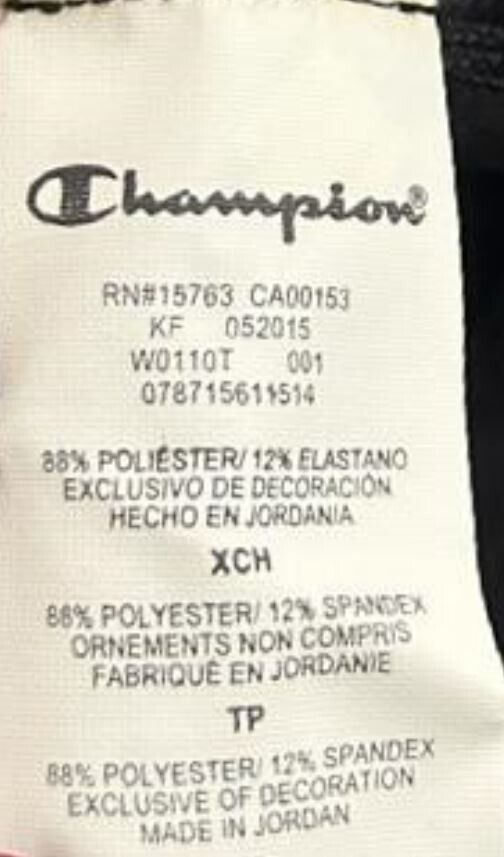 Champion®
RN#15763 CA00153
KF 052015
W0110T 001
078715611514
88% POLIÉSTER/ 12% ELASTANO
EXCLUSIVO DE DECORACIÓN
HECHO EN JORDANIA
XCH
88% POLYESTER/ 12% SPANDEX
ORNEMENTS NON COMPRIS
FABRIQUÉ EN JORDANIE
TP
88% POLYESTER/ 12% SPANDEX
EXCLUSIVE OF DECORATION
MADE IN JORDAN